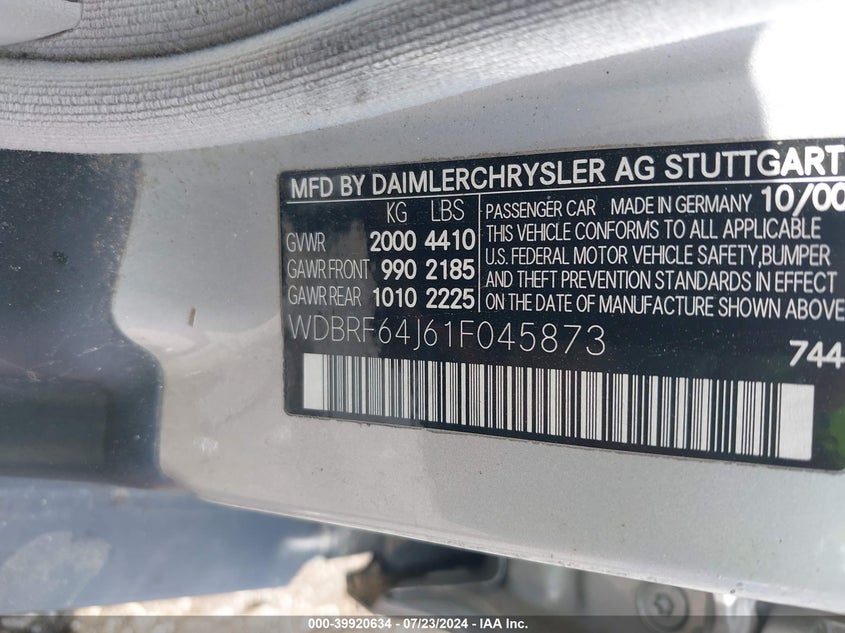 MFD BY DAIMLERCHRYSLER AG STUTTGART
KG LBS
GVWR 2000 4410
GAWR FRONT 990 2185
GAWR REAR 1010 2225
PASSENGER CAR MADE IN GERMANY 10/00
THIS VEHICLE CONFORMS TO ALL APPLICABLE
U.S. FEDERAL MOTOR VEHICLE SAFETY, BUMPER
AND THEFT PREVENTION STANDARDS IN EFFECT
ON THE DATE OF MANUFACTURE SHOWN ABOVE
WDBRF64J61F045873
744
000-39920634 - 07/23/2024 - IAA Inc.